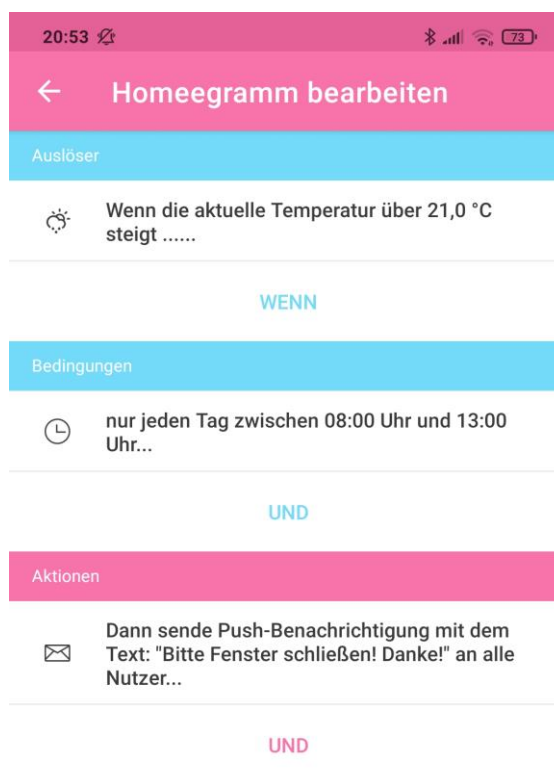 20:53
73
Homeegramm bearbeiten
Auslöser
Wenn die aktuelle Temperatur über 21,0 °C
steigt ......
WENN
Bedingungen
nur jeden Tag zwischen 08:00 Uhr und 13:00
Uhr...
UND
Aktionen
Dann sende Push-Benachrichtigung mit dem
Text: "Bitte Fenster schließen! Danke!" an alle
Nutzer...
UND